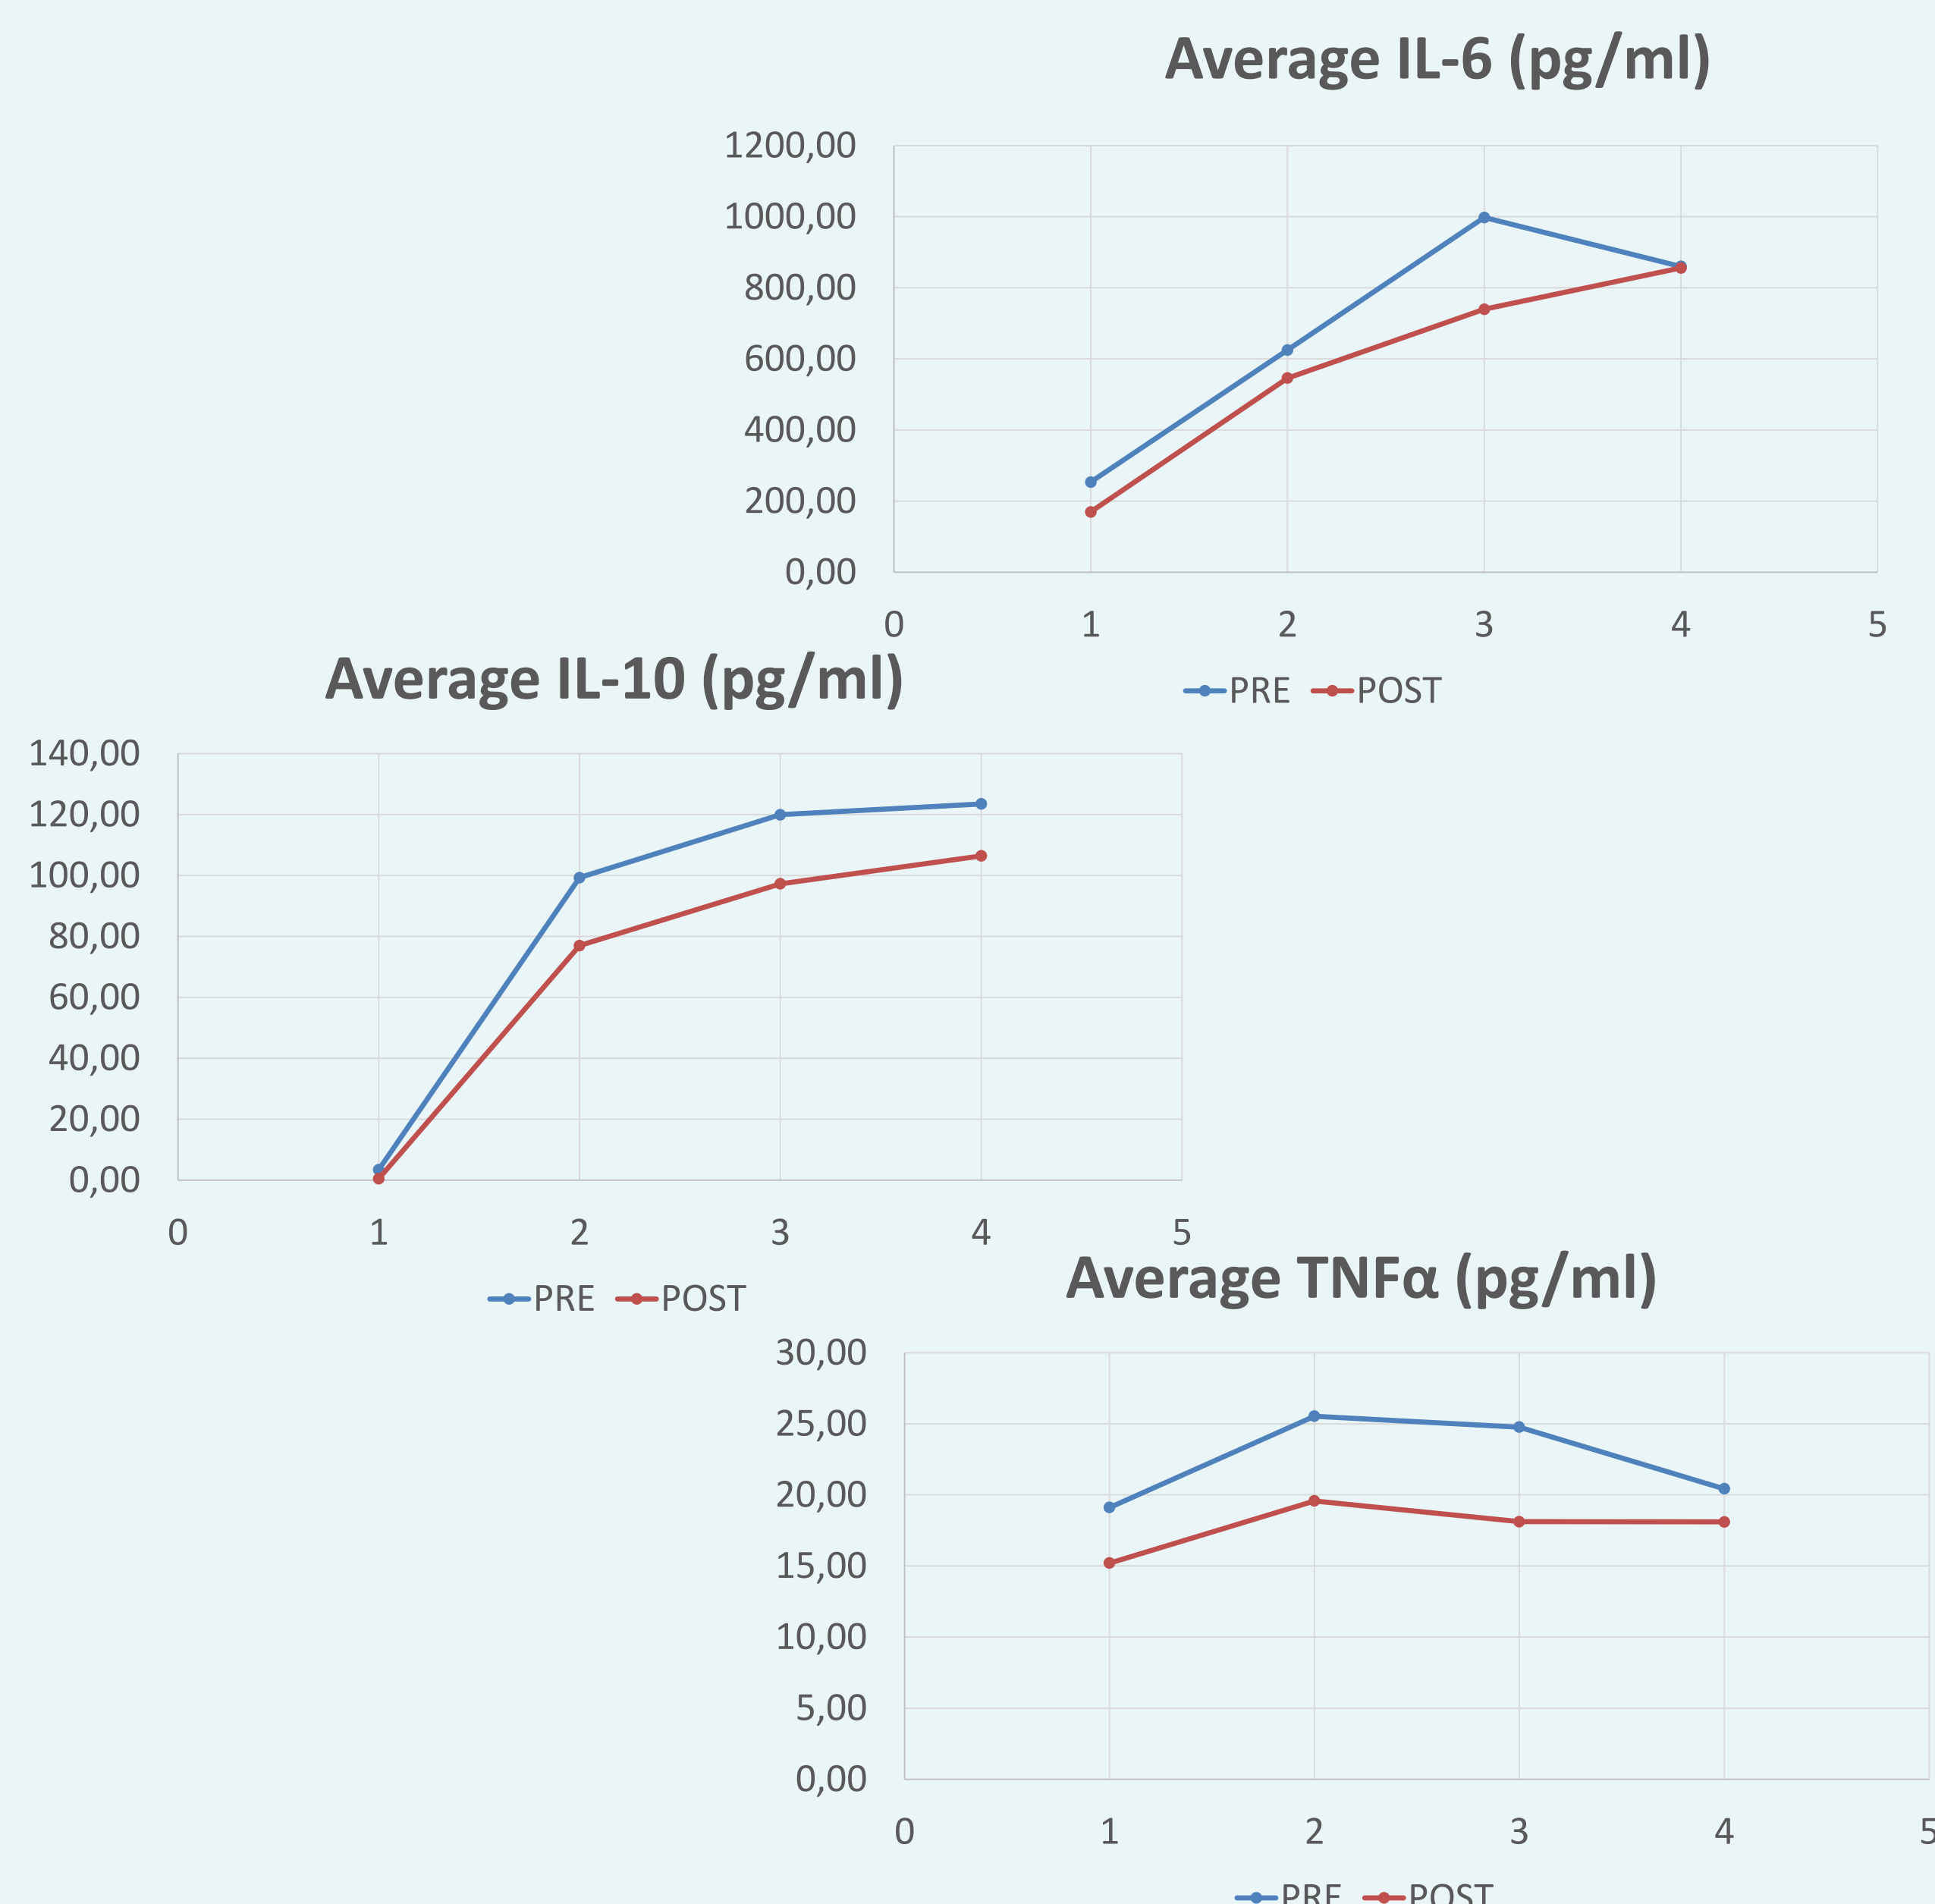 Average IL-6 (pg/ml)
1200,00
1000,00
800,00
600,00
400,00
200,00
0,00
0 1 2 3 4 5
PRE POST
Average IL-10 (pg/ml)
140,00
120,00
100,00
80,00
60,00
40,00
20,00
0,00
0 1 2 3 4 5
PRE POST
Average TNFα (pg/ml)
30,00
25,00
20,00
15,00
10,00
5,00
0,00
0 1 2 3 4 5
PRE POST